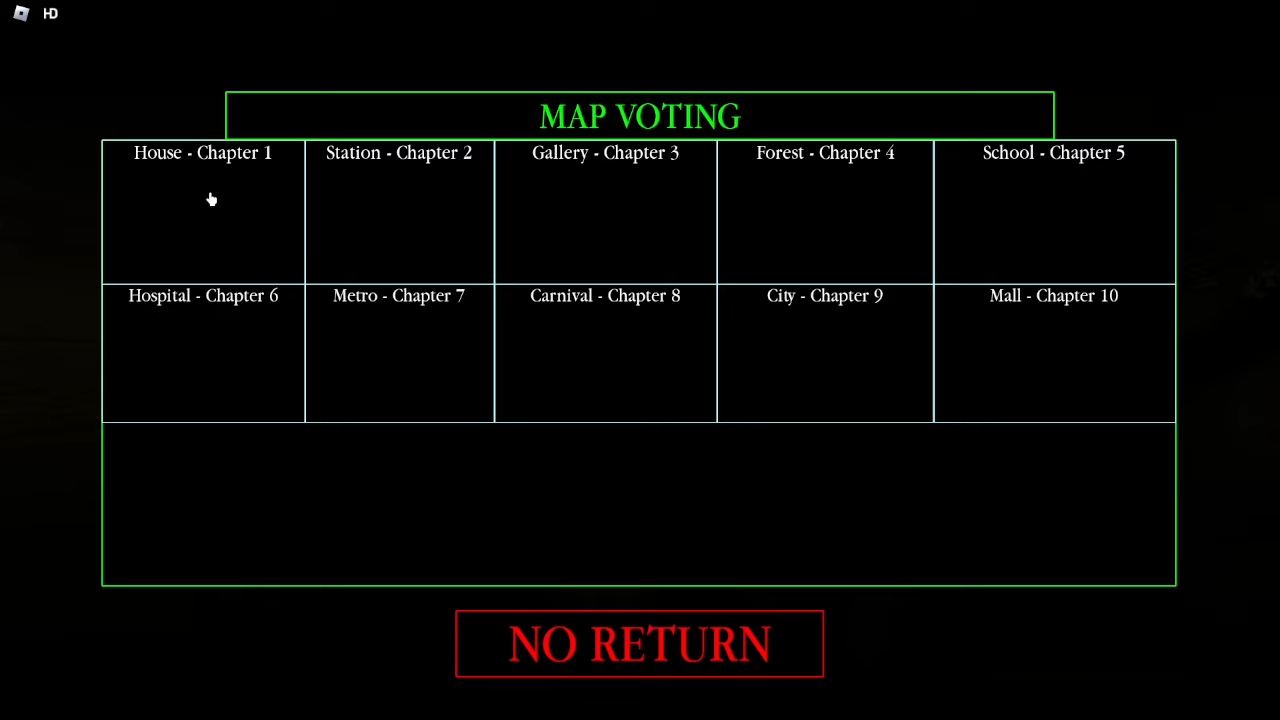 HD
MAP VOTING
House - Chapter 1
Station - Chapter 2
Gallery - Chapter 3
Forest - Chapter 4
School - Chapter 5
Hospital - Chapter 6
Metro - Chapter 7
Carnival - Chapter 8
City - Chapter 9
Mall - Chapter 10
NO RETURN